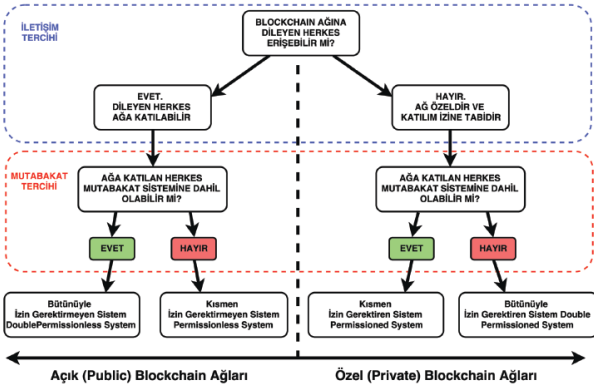 İLETİŞİM
TERCİHİ
BLOCKCHAIN AĞINA
DİLEYEN HERKES
ERİŞEBİLİR Mİ?
EVET.
DİLEYEN HERKES
AĞA KATILABİLİR
HAYIR.
AĞ ÖZELDİR VE
KATILIM İZİNE TABİDİR
MUTABAKAT
TERCİHİ
AĞA KATILAN HERKES
MUTABAKAT SİSTEMİNE DAHİL
OLABİLİR Mİ?
AĞA KATILAN HERKES
MUTABAKAT SİSTEMİNE DAHİL
OLABİLİR Mİ?
EVET
HAYIR
EVET
HAYIR
Bütünüyle
İzin Gerektirmeyen Sistem
DoublePermissionless System
Kısmen
İzin Gerektirmeyen Sistem
Permissionless System
Kısmen
İzin Gerektiren Sistem
Permissioned System
Bütünüyle
İzin Gerektiren Sistem Double
Permissioned System
Açık (Public) Blockchain Ağları
Özel (Private) Blockchain Ağları